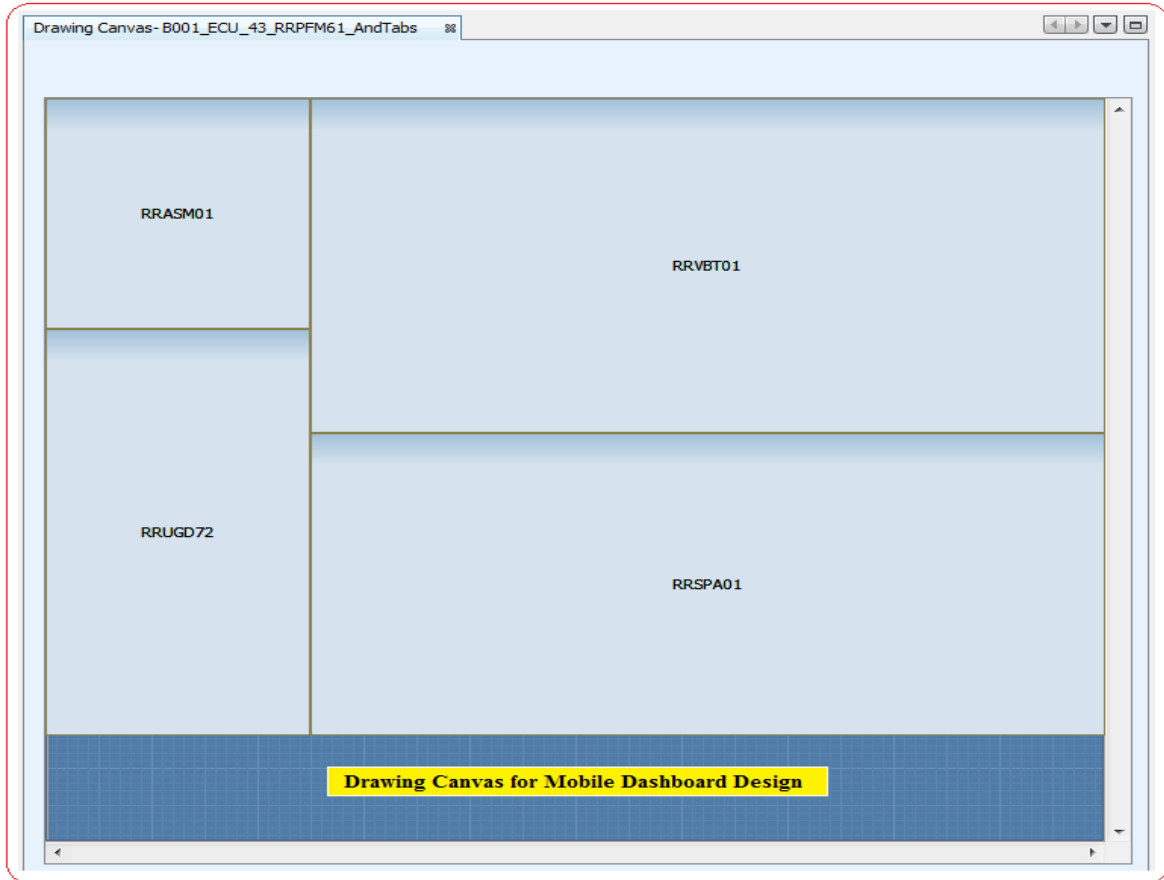 Drawing Canvas- B001_ECU_43_RRPFM61_AndTabs
RRASM01
RRVBT01
RRUGD72
RRSPA01
Drawing Canvas for Mobile Dashboard Design